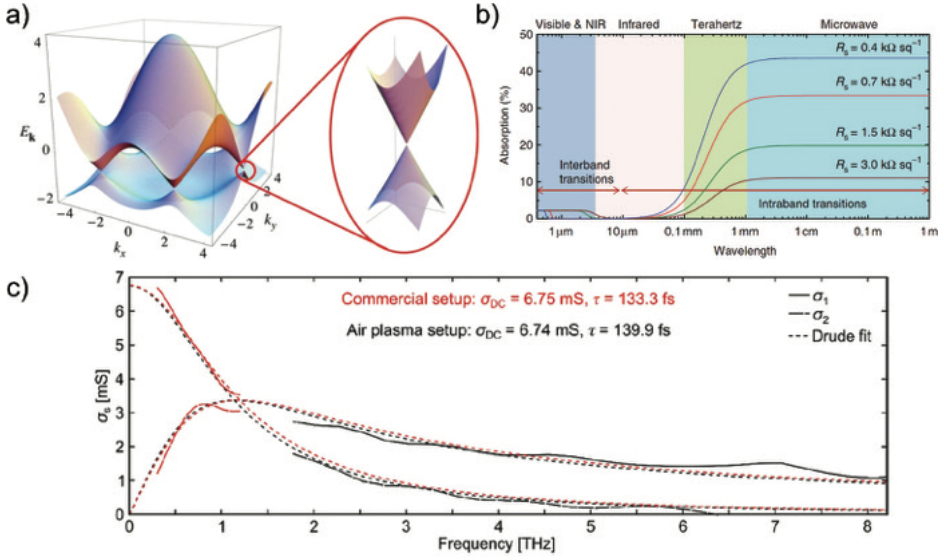 a)
4
2
E_k
0
-2
-4
-2
0
2
4
k_x
-4
-2
0
2
4
k_y
b)
Visible & NIR Infrared Terahertz Microwave
50
40
30
20
10
0
Absorption (%)
R_s = 0.4 kΩ sq⁻¹
R_s = 0.7 kΩ sq⁻¹
R_s = 1.5 kΩ sq⁻¹
R_s = 3.0 kΩ sq⁻¹
Interband
transitions
Intraband transitions
1 µm 10 µm 0.1 mm 1 mm 1 cm 0.1 m 1 m
Wavelength
c)
7
6
5
4
3
2
1
0
σ_s [mS]
Commercial setup: σ_DC = 6.75 mS, τ = 133.3 fs
Air plasma setup: σ_DC = 6.74 mS, τ = 139.9 fs
σ₁
σ₂
Drude fit
0 1 2 3 4 5 6 7 8
Frequency [THz]